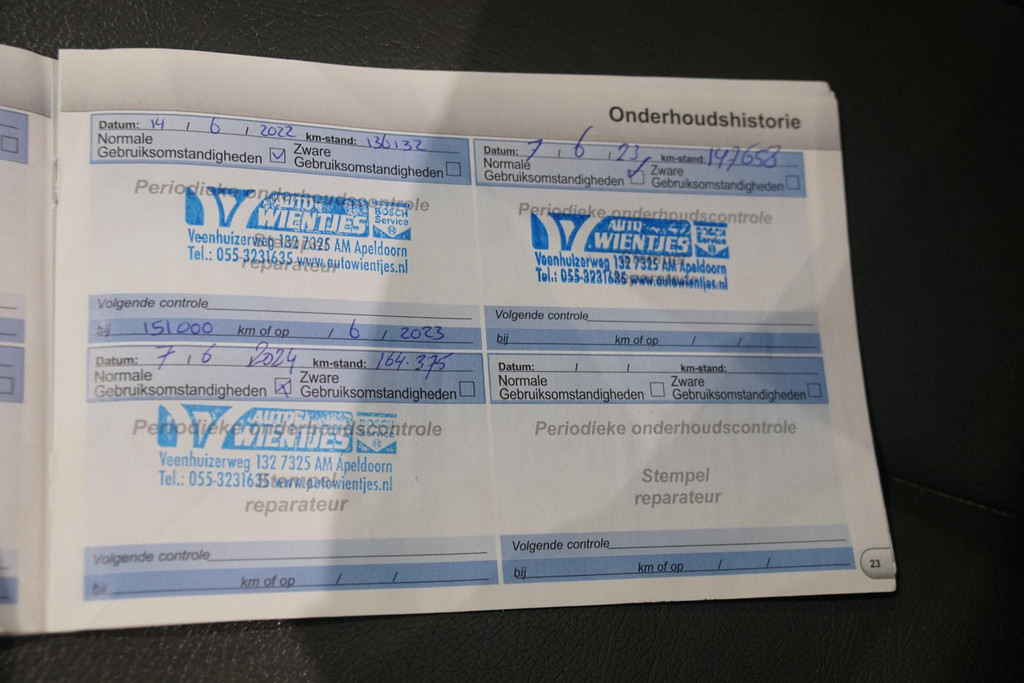 Onderhoudshistorie
Datum: 14 / 6 / 2022 km-stand: 136132
Normale Gebruiksomstandigheden Zware Gebruiksomstandigheden
Periodieke onderhoudscontrole
AUTO WIENTJES BOSCH Service
Veenhuizerweg 132 7325 AM Apeldoorn
Tel.: 055-3231635 www.autowientjes.nl
Stempel
reparateur
Volgende controle
bij 151000 km of op / 6 / 2023
Datum: 7 / 6 / 23 km-stand: 147658
Normale Gebruiksomstandigheden Zware Gebruiksomstandigheden
Periodieke onderhoudscontrole
AUTO WIENTJES BOSCH Service
Veenhuizerweg 132 7325 AM Apeldoorn
Tel.: 055-3231635 www.autowientjes.nl
Volgende controle
bij km of op / /
Datum: 7 / 6 2024 km-stand: 164.375
Normale Gebruiksomstandigheden Zware Gebruiksomstandigheden
Periodieke onderhoudscontrole
AUTO WIENTJES BOSCH Service
Veenhuizerweg 132 7325 AM Apeldoorn
Tel.: 055-3231635 www.autowientjes.nl
Stempel
reparateur
Volgende controle
bij km of op / /
Datum: / / km-stand:
Normale Gebruiksomstandigheden Zware Gebruiksomstandigheden
Periodieke onderhoudscontrole
Stempel
reparateur
Volgende controle
bij km of op / /
23